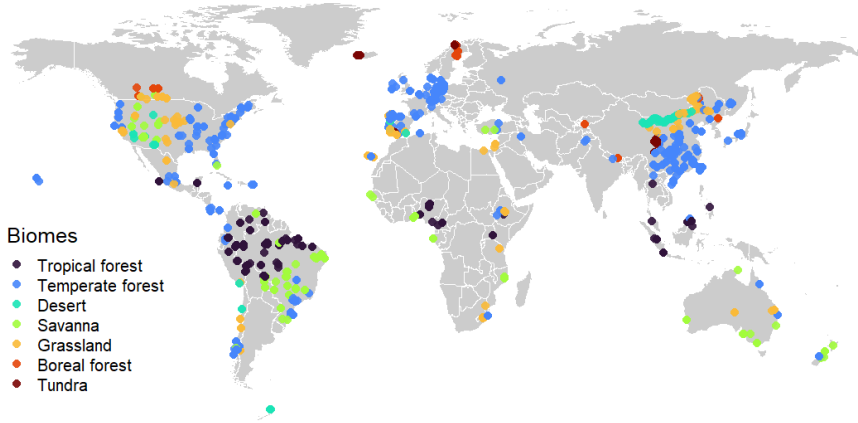 Biomes
Tropical forest
Temperate forest
Desert
Savanna
Grassland
Boreal forest
Tundra